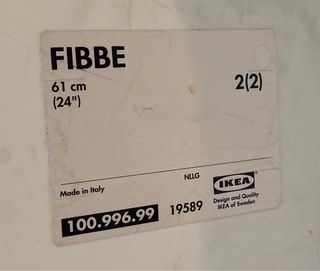 FIBBE
61 cm
(24")
2(2)
NLLG
Made in Italy
IKEA
Design and Quality
IKEA of Sweden
100.996.99
19589